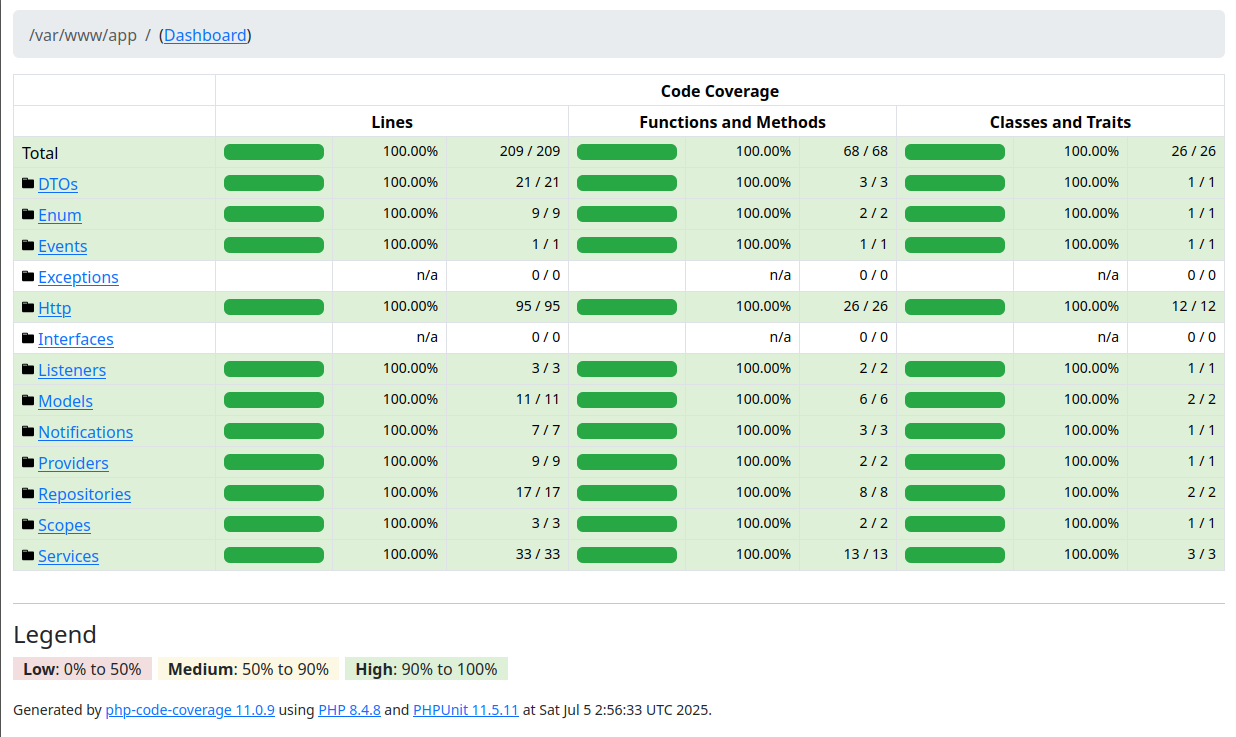 /var/www/app / (Dashboard)
Code Coverage
Lines Functions and Methods Classes and Traits
Total 100.00% 209 / 209 100.00% 68 / 68 100.00% 26 / 26
DTOs 100.00% 21 / 21 100.00% 3 / 3 100.00% 1 / 1
Enum 100.00% 9 / 9 100.00% 2 / 2 100.00% 1 / 1
Events 100.00% 1 / 1 100.00% 1 / 1 100.00% 1 / 1
Exceptions n/a 0 / 0 n/a 0 / 0 n/a 0 / 0
Http 100.00% 95 / 95 100.00% 26 / 26 100.00% 12 / 12
Interfaces n/a 0 / 0 n/a 0 / 0 n/a 0 / 0
Listeners 100.00% 3 / 3 100.00% 2 / 2 100.00% 1 / 1
Models 100.00% 11 / 11 100.00% 6 / 6 100.00% 2 / 2
Notifications 100.00% 7 / 7 100.00% 3 / 3 100.00% 1 / 1
Providers 100.00% 9 / 9 100.00% 2 / 2 100.00% 1 / 1
Repositories 100.00% 17 / 17 100.00% 8 / 8 100.00% 2 / 2
Scopes 100.00% 3 / 3 100.00% 2 / 2 100.00% 1 / 1
Services 100.00% 33 / 33 100.00% 13 / 13 100.00% 3 / 3
Legend
Low: 0% to 50% Medium: 50% to 90% High: 90% to 100%
Generated by php-code-coverage 11.0.9 using PHP 8.4.8 and PHPUnit 11.5.11 at Sat Jul 5 2:56:33 UTC 2025.